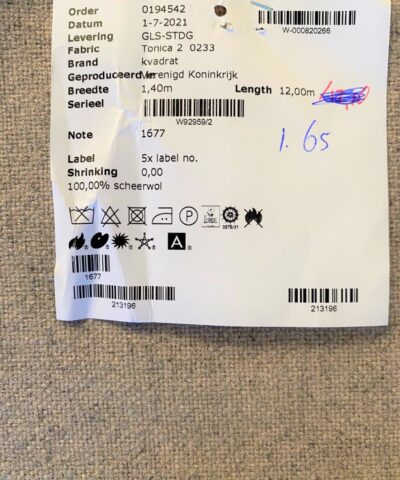 Order 0194542
W-000820266
Datum 1-7-2021
Levering GLS-STDG
Fabric Tonica 2 0233
Brand kvadrat
Geproduceerd in Verenigd Koninkrijk
Breedte 1,40m Length 12,00m
Serieel
W92959/2
1.65
Note 1677
Label 5x label no.
Shrinking 0,00
100,00% scheerwol
P
A
1677
213196
213196